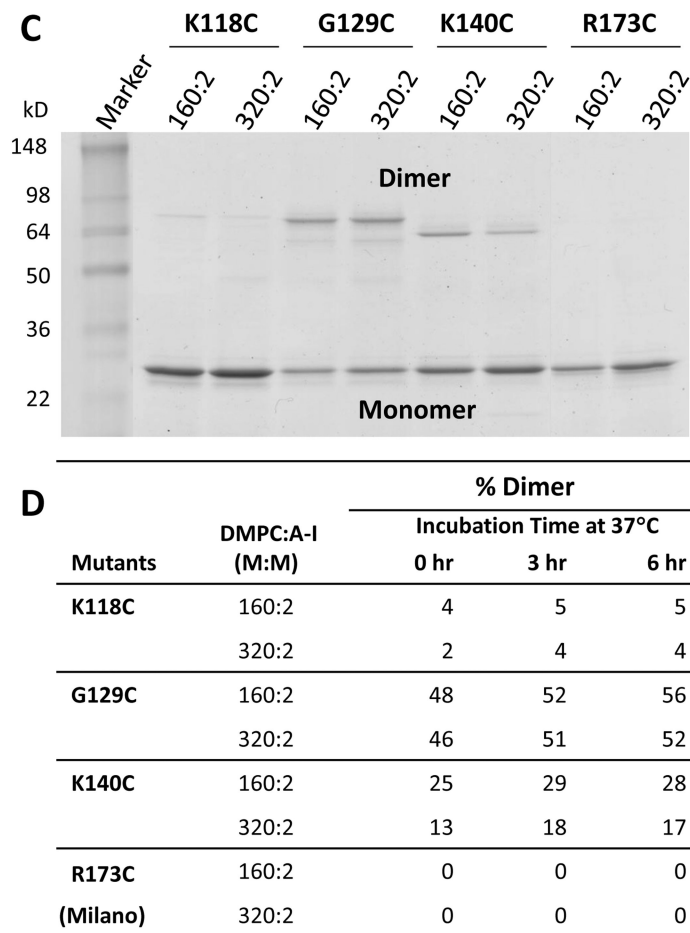 C
K118C G129C K140C R173C
kD Marker 160:2 320:2 160:2 320:2 160:2 320:2 160:2 320:2
148
98
64
50
36
22
Dimer
Monomer
D
% Dimer
Incubation Time at 37°C
Mutants DMPC:A-I (M:M) 0 hr 3 hr 6 hr
K118C 160:2 4 5 5
320:2 2 4 4
G129C 160:2 48 52 56
320:2 46 51 52
K140C 160:2 25 29 28
320:2 13 18 17
R173C 160:2 0 0 0
(Milano) 320:2 0 0 0